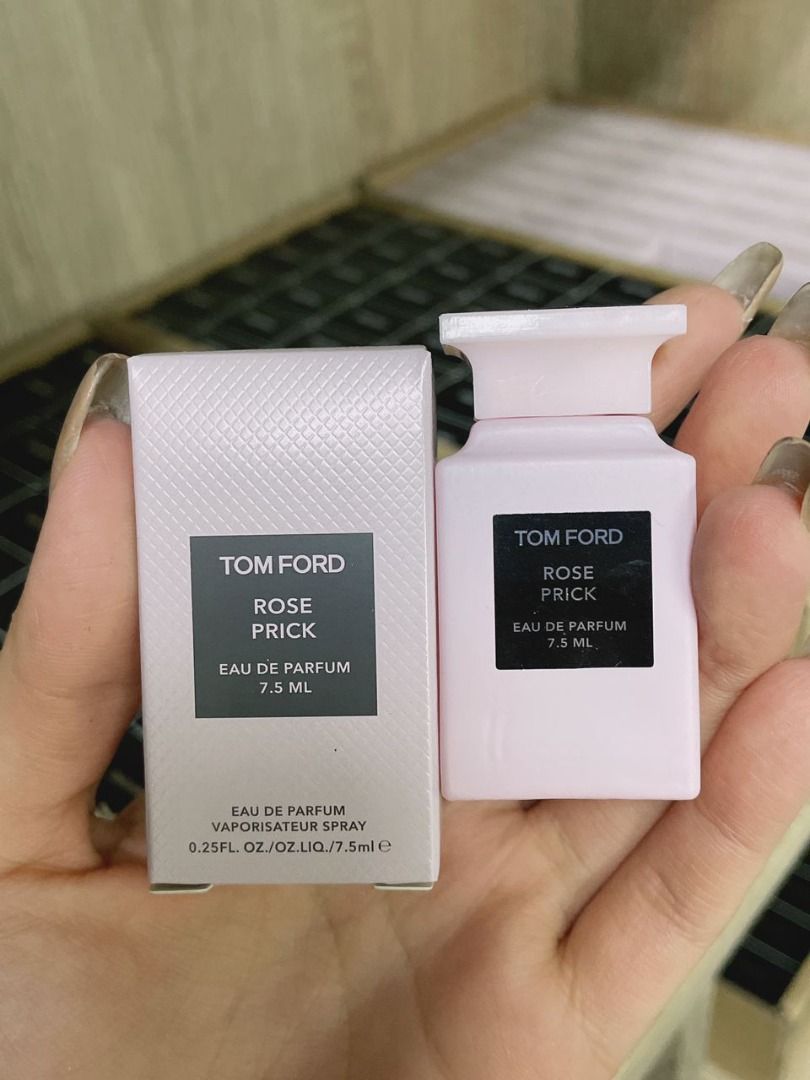 TOM FORD
ROSE
PRICK
EAU DE PARFUM
7.5 ML
EAU DE PARFUM
VAPORISATEUR SPRAY
0.25FL. OZ./OZ.LIQ./7.5ml ℮
TOM FORD
ROSE
PRICK
EAU DE PARFUM
7.5 ML